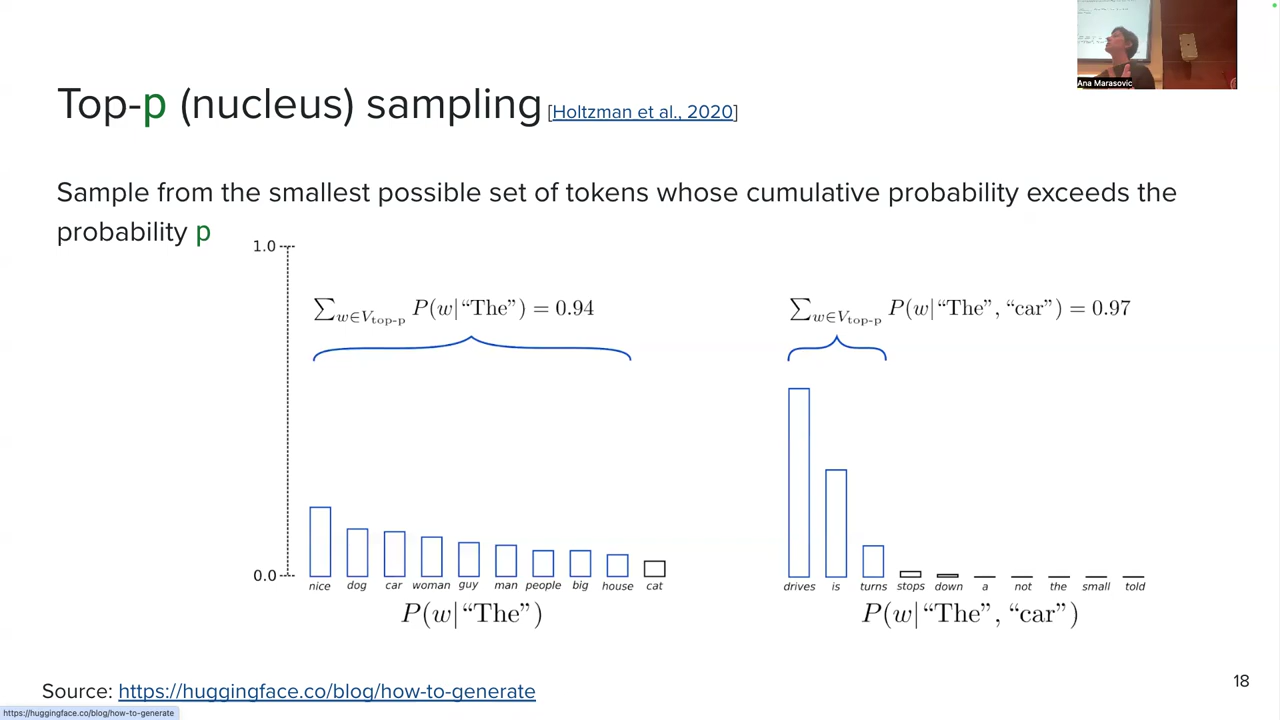 Ana Marasovic
Top-p (nucleus) sampling [Holtzman et al., 2020]
Sample from the smallest possible set of tokens whose cumulative probability exceeds the
probability p
1.0
0.0
∑w∈Vtop-p P(w|“The”) = 0.94
nice dog car woman guy man people big house cat
P(w|“The”)
∑w∈Vtop-p P(w|“The”, “car”) = 0.97
drives is turns stops down a not the small told
P(w|“The”, “car”)
Source: https://huggingface.co/blog/how-to-generate
18
https://huggingface.co/blog/how-to-generate